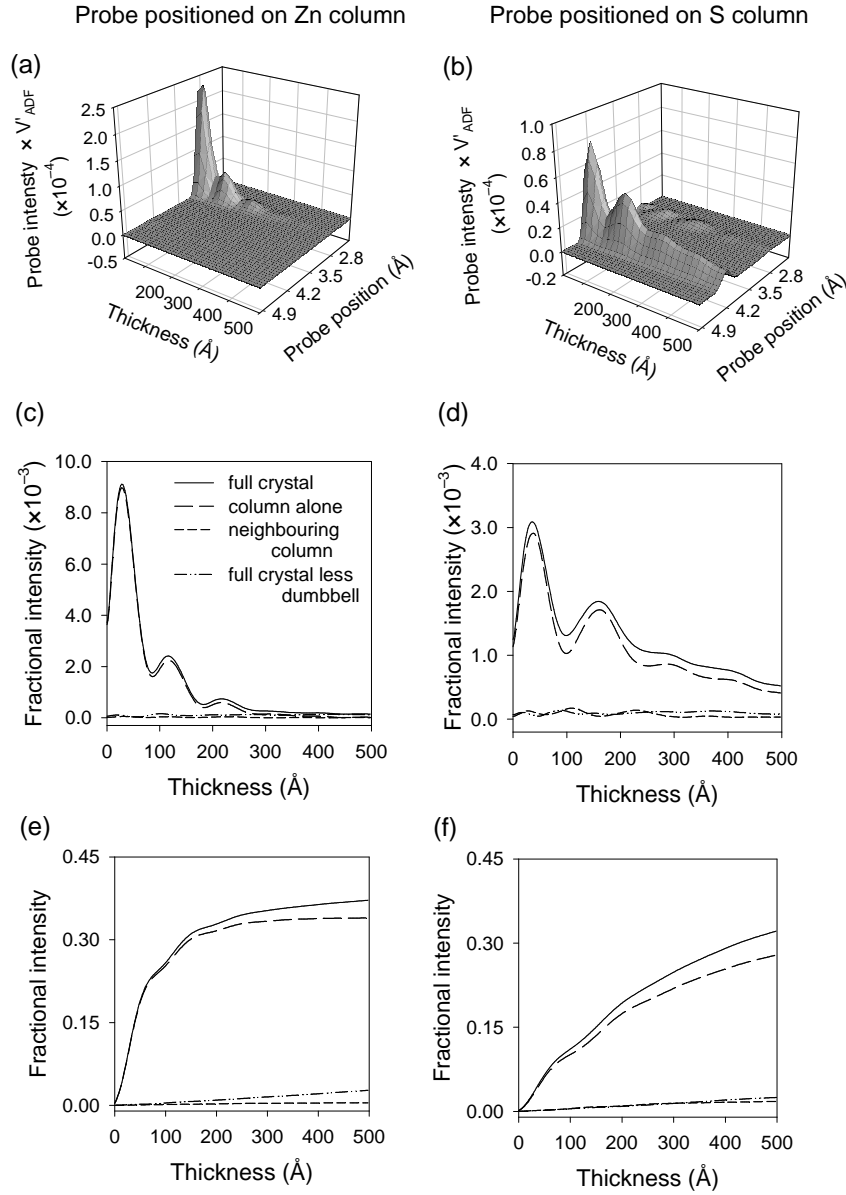 Probe positioned on Zn column
Probe positioned on S column
(a)
Probe intensty × V'ADF
(×10⁻⁴)
2.5
2.0
1.5
1.0
0.5
0.0
-0.5
200
300
400
500
Thickness (Å)
4.9
4.2
3.5
2.8
Probe position (Å)
(b)
Probe intensty × V'ADF
(×10⁻⁴)
1.0
0.8
0.6
0.4
0.2
0.0
-0.2
200
300
400
500
Thickness (Å)
4.9
4.2
3.5
2.8
Probe position (Å)
(c)
Fractional intensity (×10⁻³)
10.0
8.0
6.0
4.0
2.0
0.0
full crystal
column alone
neighbouring
column
full crystal less
dumbbell
0 100 200 300 400 500
Thickness (Å)
(d)
Fractional intensity (×10⁻³)
4.0
3.0
2.0
1.0
0.0
0 100 200 300 400 500
Thickness (Å)
(e)
Fractional intensity
0.45
0.30
0.15
0.00
0 100 200 300 400 500
Thickness (Å)
(f)
Fractional intensity
0.45
0.30
0.15
0.00
0 100 200 300 400 500
Thickness (Å)